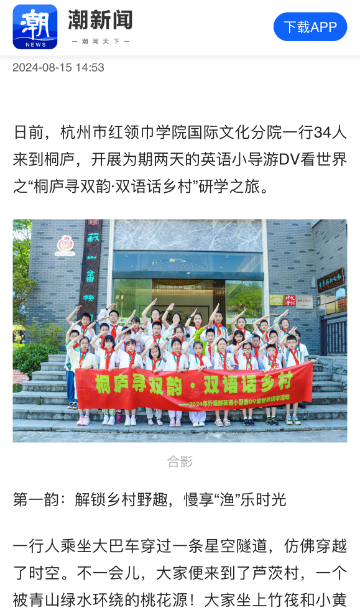 潮
NEWS
潮新闻
潮闻天下
下载APP
2024-08-15 14:53
日前，杭州市红领巾学院国际文化分院一行34人
来到桐庐，开展为期两天的英语小导游DV看世界
之“桐庐寻双韵·双语话乡村”研学之旅。
桐庐寻双韵·双语话乡村
合影
第一韵：解锁乡村野趣，慢享“渔”乐时光
一行人乘坐大巴车穿过一条星空隧道，仿佛穿越
了时空。不一会儿，大家便来到了芦茨村，一个
被青山绿水环绕的桃花源！大家坐上竹筏和小黄